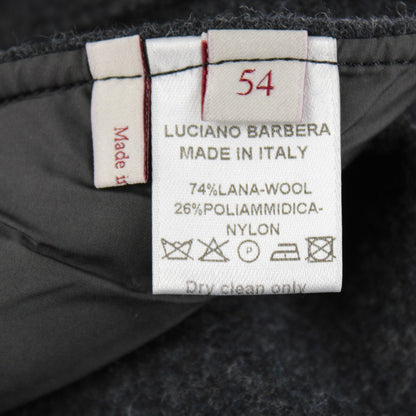 54
Made i
LUCIANO BARBERA
MADE IN ITALY
74%LANA-WOOL
26%POLIAMMIDICA-
NYLON
P
Dry clean only